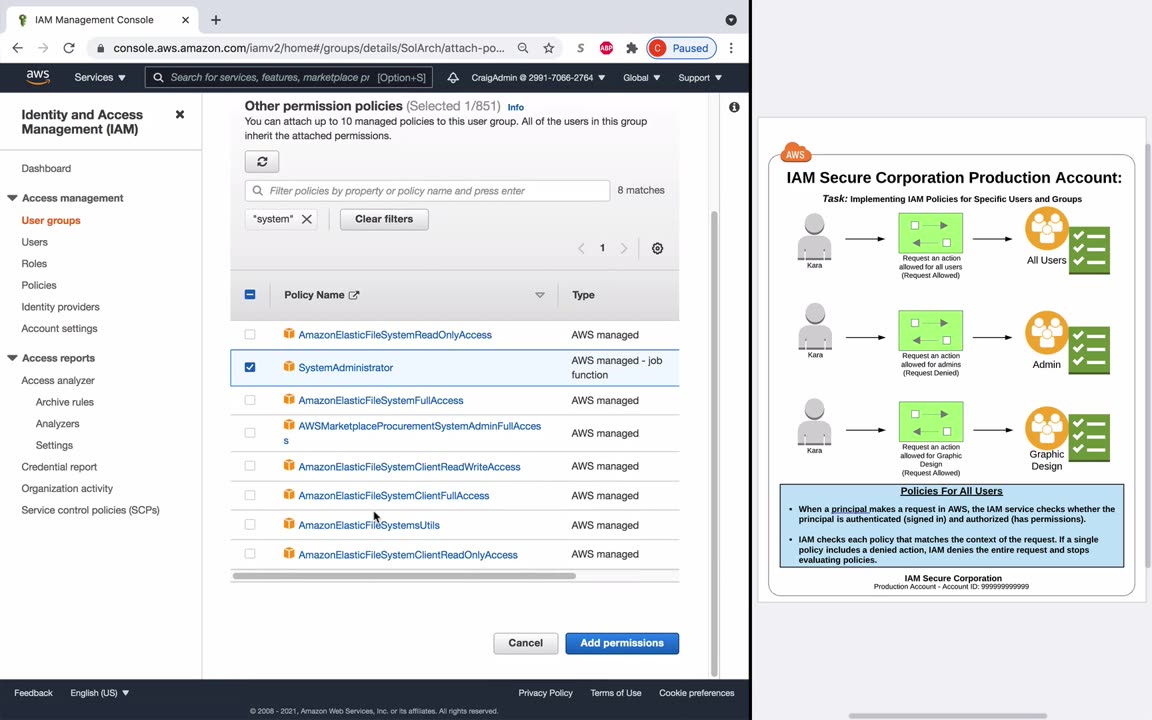 IAM Management Console
console.aws.amazon.com/iamv2/home#/groups/details/SolArch/attach-po...
S
ABP
C Paused
aws
Services
Search for services, features, marketplace pr [Option+S]
CraigAdmin @ 2991-7066-2764
Global
Support
Identity and Access
Management (IAM)
Dashboard
Access management
User groups
Users
Roles
Policies
Identity providers
Account settings
Access reports
Access analyzer
Archive rules
Analyzers
Settings
Credential report
Organization activity
Service control policies (SCPs)
Other permission policies (Selected 1/851) Info
You can attach up to 10 managed policies to this user group. All of the users in this group
inherit the attached permissions.
Filter policies by property or policy name and press enter
8 matches
"system"
Clear filters
1
Policy Name
Type
AmazonElasticFileSystemReadOnlyAccess
AWS managed
SystemAdministrator
AWS managed - job
function
AmazonElasticFileSystemFullAccess
AWS managed
AWSMarketplaceProcurementSystemAdminFullAcces
s
AWS managed
AmazonElasticFileSystemClientReadWriteAccess
AWS managed
AmazonElasticFileSystemClientFullAccess
AWS managed
AmazonElasticFileSystemsUtils
AWS managed
AmazonElasticFileSystemClientReadOnlyAccess
AWS managed
Cancel
Add permissions
Feedback
English (US)
Privacy Policy
Terms of Use
Cookie preferences
© 2008 - 2021, Amazon Web Services, Inc. or its affiliates. All rights reserved.
AWS
IAM Secure Corporation Production Account:
Task: Implementing IAM Policies for Specific Users and Groups
Kara
Request an action
allowed for all users
(Request Allowed)
All Users
Kara
Request an action
allowed for admins
(Request Denied)
Admin
Kara
Request an action
allowed for Graphic
Design
(Request Allowed)
Graphic
Design
Policies For All Users
• When a principal makes a request in AWS, the IAM service checks whether the
principal is authenticated (signed in) and authorized (has permissions).
• IAM checks each policy that matches the context of the request. If a single
policy includes a denied action, IAM denies the entire request and stops
evaluating policies.
IAM Secure Corporation
Production Account - Account ID: 999999999999